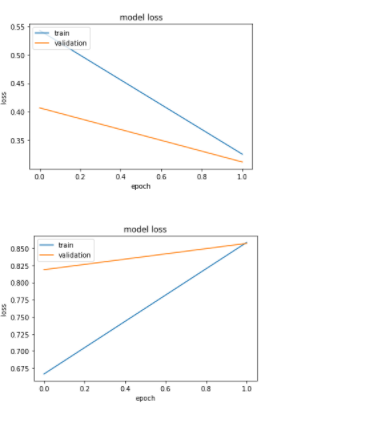 model loss
0.55
0.50
0.45
0.40
0.35
loss
train
validation
0.0 0.2 0.4 0.6 0.8 1.0
epoch
model loss
0.850
0.825
0.800
0.775
0.750
0.725
0.700
0.675
loss
train
validation
0.0 0.2 0.4 0.6 0.8 1.0
epoch